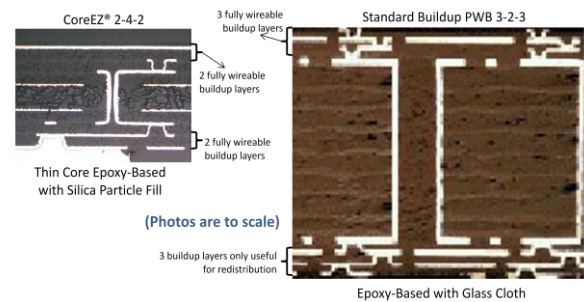 CoreEZ® 2-4-2
2 fully wireable
buildup layers
2 fully wireable
buildup layers
Thin Core Epoxy-Based
with Silica Particle Fill
(Photos are to scale)
3 fully wireable
buildup layers
Standard Buildup PWB 3-2-3
3 buildup layers only useful
for redistribution
Epoxy-Based with Glass Cloth